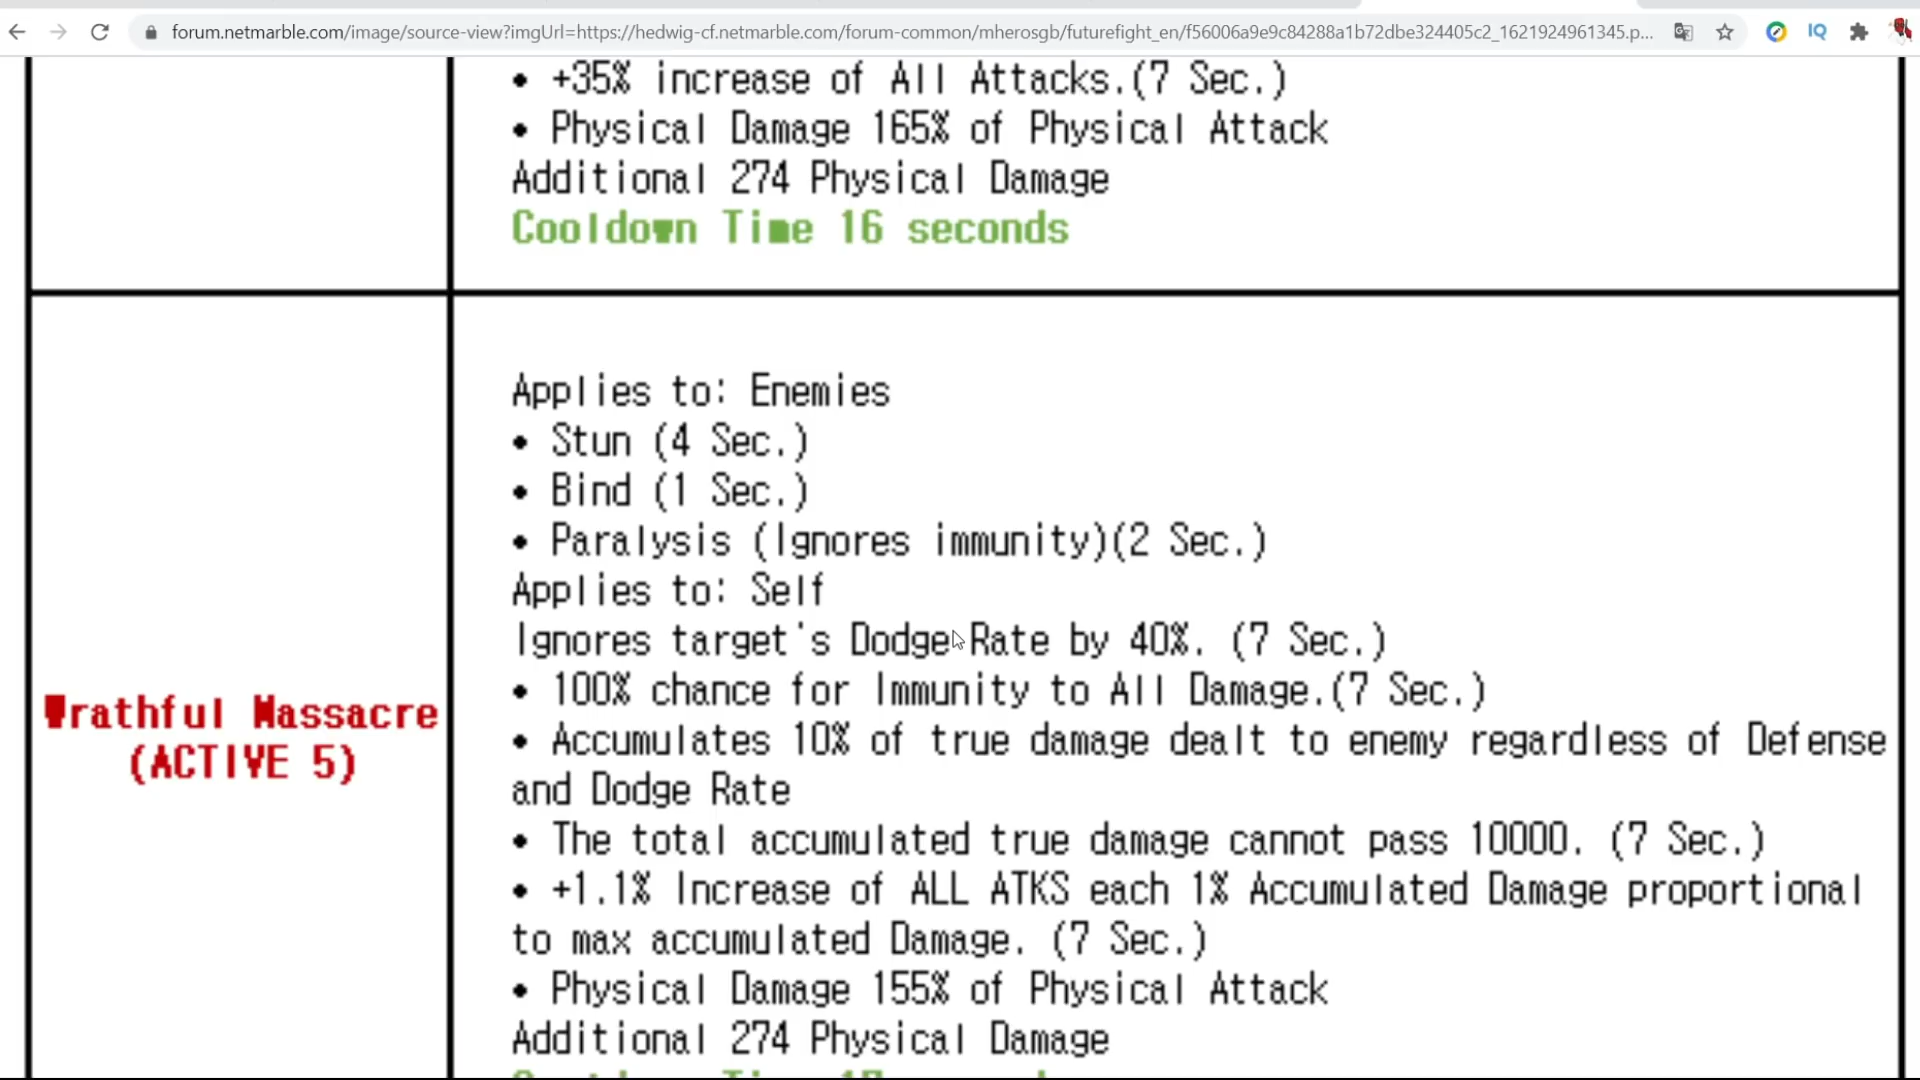 forum.netmarble.com/image/source-view?imgUrl=https://hedwig-cf.netmarble.com/forum-common/mherosgb/futurefight_en/f56006a9e9c84288a1b72dbe324405c2_1621924961345.p...
IQ
• +35% increase of All Attacks.(7 Sec.)
• Physical Damage 165% of Physical Attack
Additional 274 Physical Damage
Cooldown Time 16 seconds
Wrathful Massacre
(ACTIVE 5)
Applies to: Enemies
• Stun (4 Sec.)
• Bind (1 Sec.)
• Paralysis (Ignores immunity)(2 Sec.)
Applies to: Self
Ignores target's Dodge Rate by 40%. (7 Sec.)
• 100% chance for Immunity to All Damage.(7 Sec.)
• Accumulates 10% of true damage dealt to enemy regardless of Defense
and Dodge Rate
• The total accumulated true damage cannot pass 10000. (7 Sec.)
• +1.1% Increase of ALL ATKS each 1% Accumulated Damage proportional
to max accumulated Damage. (7 Sec.)
• Physical Damage 155% of Physical Attack
Additional 274 Physical Damage